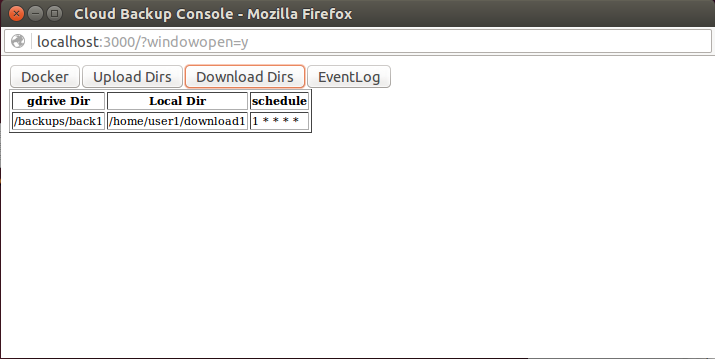 Cloud Backup Console - Mozilla Firefox
localhost:3000/?windowopen=y
Docker Upload Dirs Download Dirs EventLog
gdrive Dir Local Dir schedule
/backups/back1 /home/user1/download1 1 * * * *